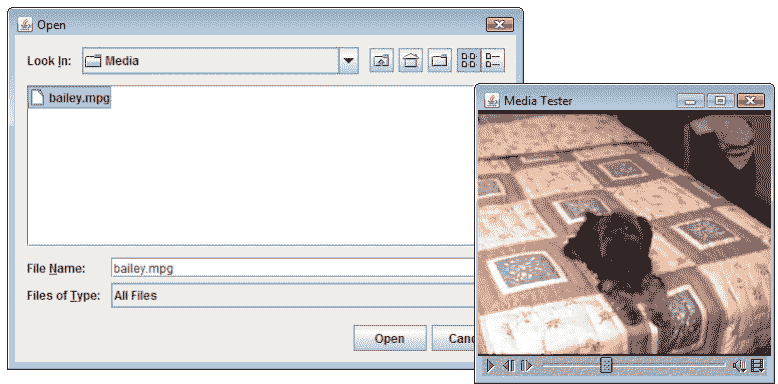 Open
Look In:
Media
bailey.mpg
File Name:
bailey.mpg
Files of Type:
All Files
Open
Media Tester